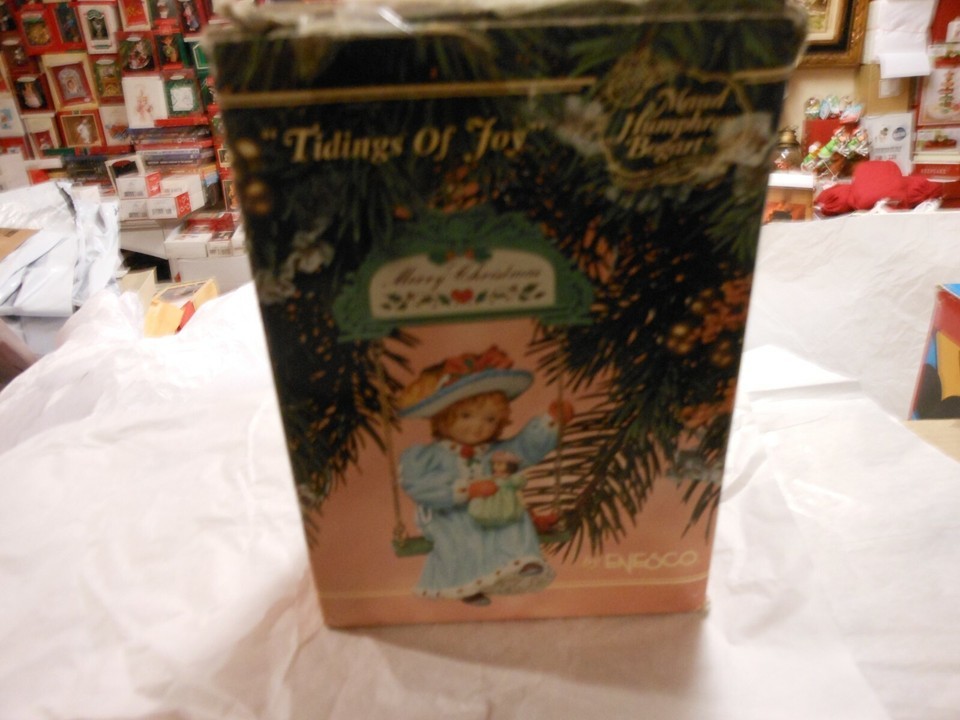 "Tidings Of Joy"
Maud
Humphrey
Bogart
Merry Christmas
by ENESCO